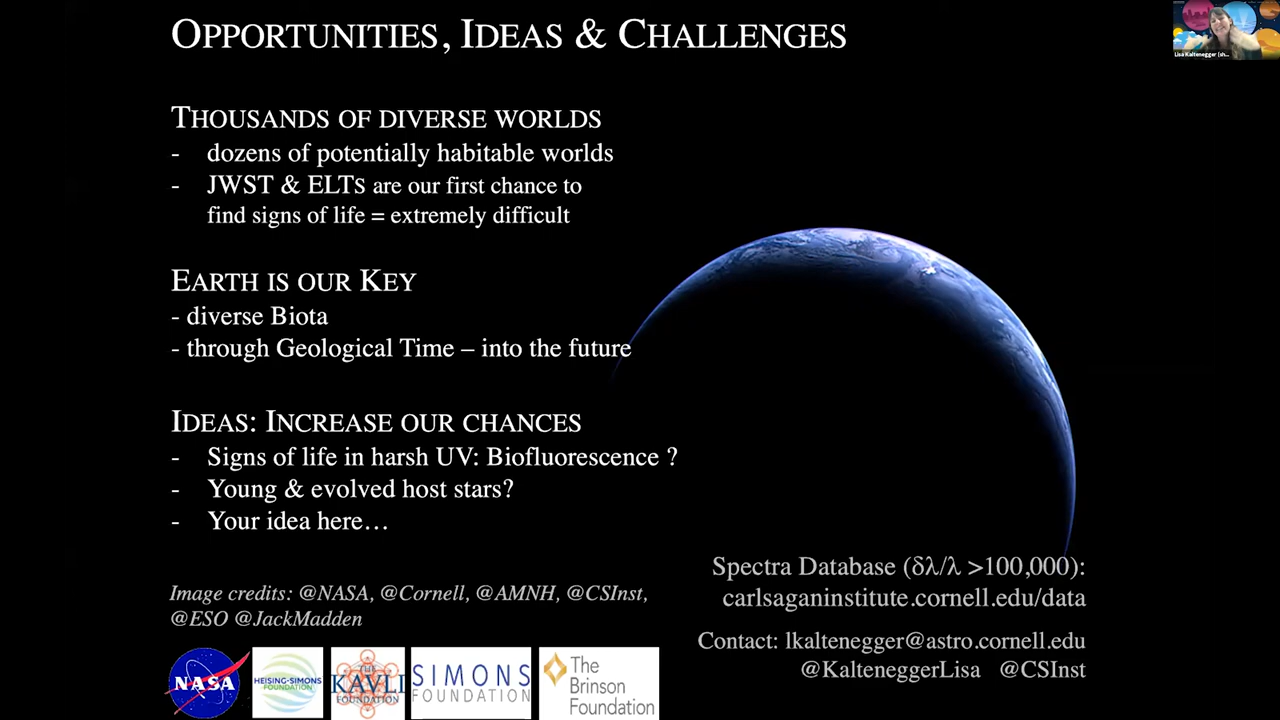 OPPORTUNITIES, IDEAS & CHALLENGES
Lisa Kaltenegger (sh...
THOUSANDS OF DIVERSE WORLDS
- dozens of potentially habitable worlds
- JWST & ELTs are our first chance to
find signs of life = extremely difficult
EARTH IS OUR KEY
- diverse Biota
- through Geological Time – into the future
IDEAS: INCREASE OUR CHANCES
- Signs of life in harsh UV: Biofluorescence ?
- Young & evolved host stars?
- Your idea here…
Spectra Database (δλ/λ >100,000):
carlsaganinstitute.cornell.edu/data
Image credits: @NASA, @Cornell, @AMNH, @CSInst,
@ESO @JackMadden
Contact: lkaltenegger@astro.cornell.edu
@KalteneggerLisa @CSInst
NASA
HEISING-SIMONS
FOUNDATION
THE
KAVLI
FOUNDATION
SIMONS
FOUNDATION
The
Brinson
Foundation